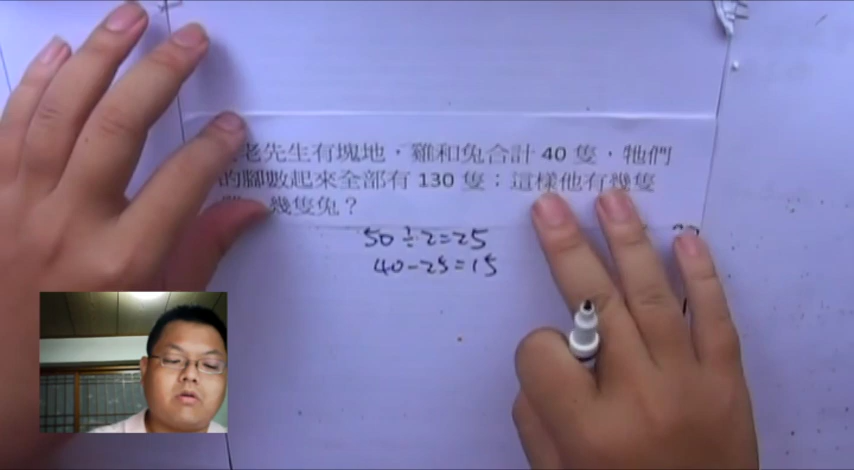 老先生有塊地，雞和兔合計 40 隻，牠們
的腳數起來全部有 130 隻：這樣他有幾隻
幾隻兔？
50÷2=25
40-25=15